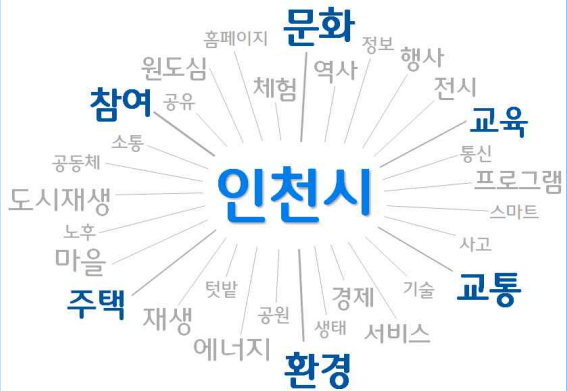 문화
홈페이지
정보
행사
원도심
역사
체험
전시
참여
공유
교육
소통
통신
공동체
프로그램
인천시
도시재생
스마트
노후
사고
마을
텃밭
경제
기술
교통
주택
재생
공원
생태
서비스
에너지
환경